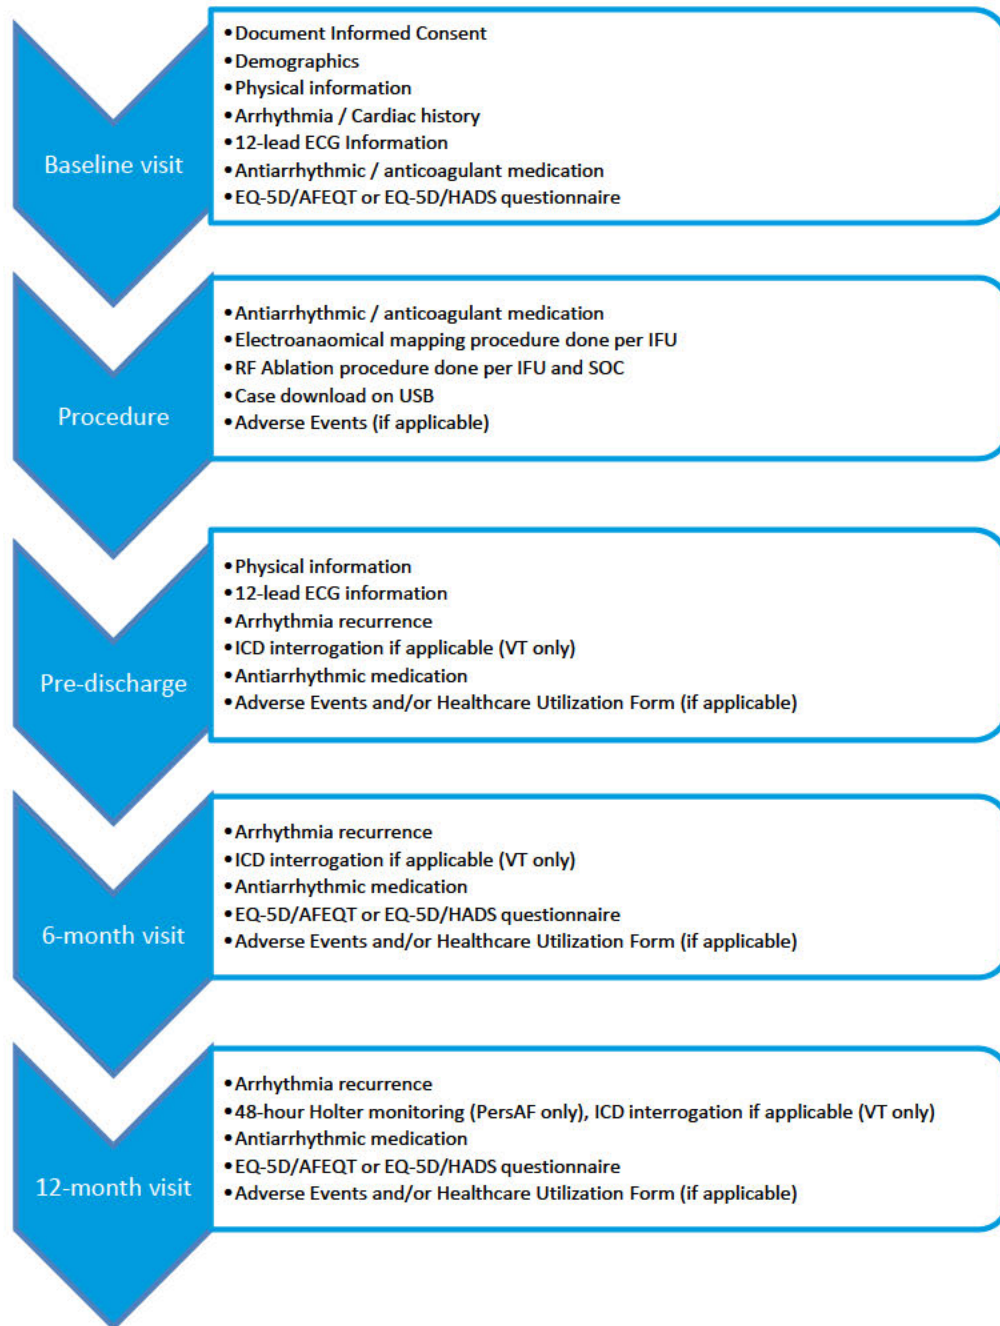 Baseline visit
•Document Informed Consent
•Demographics
•Physical information
•Arrhythmia / Cardiac history
•12-lead ECG Information
•Antiarrhythmic / anticoagulant medication
•EQ-5D/AFEQT or EQ-5D/HADS questionnaire
Procedure
•Antiarrhythmic / anticoagulant medication
•Electroanaomical mapping procedure done per IFU
•RF Ablation procedure done per IFU and SOC
•Case download on USB
•Adverse Events (if applicable)
Pre-discharge
•Physical information
•12-lead ECG information
•Arrhythmia recurrence
•ICD interrogation if applicable (VT only)
•Antiarrhythmic medication
•Adverse Events and/or Healthcare Utilization Form (if applicable)
6-month visit
•Arrhythmia recurrence
•ICD interrogation if applicable (VT only)
•Antiarrhythmic medication
•EQ-5D/AFEQT or EQ-5D/HADS questionnaire
•Adverse Events and/or Healthcare Utilization Form (if applicable)
12-month visit
•Arrhythmia recurrence
•48-hour Holter monitoring (PersAF only), ICD interrogation if applicable (VT only)
•Antiarrhythmic medication
•EQ-5D/AFEQT or EQ-5D/HADS questionnaire
•Adverse Events and/or Healthcare Utilization Form (if applicable)